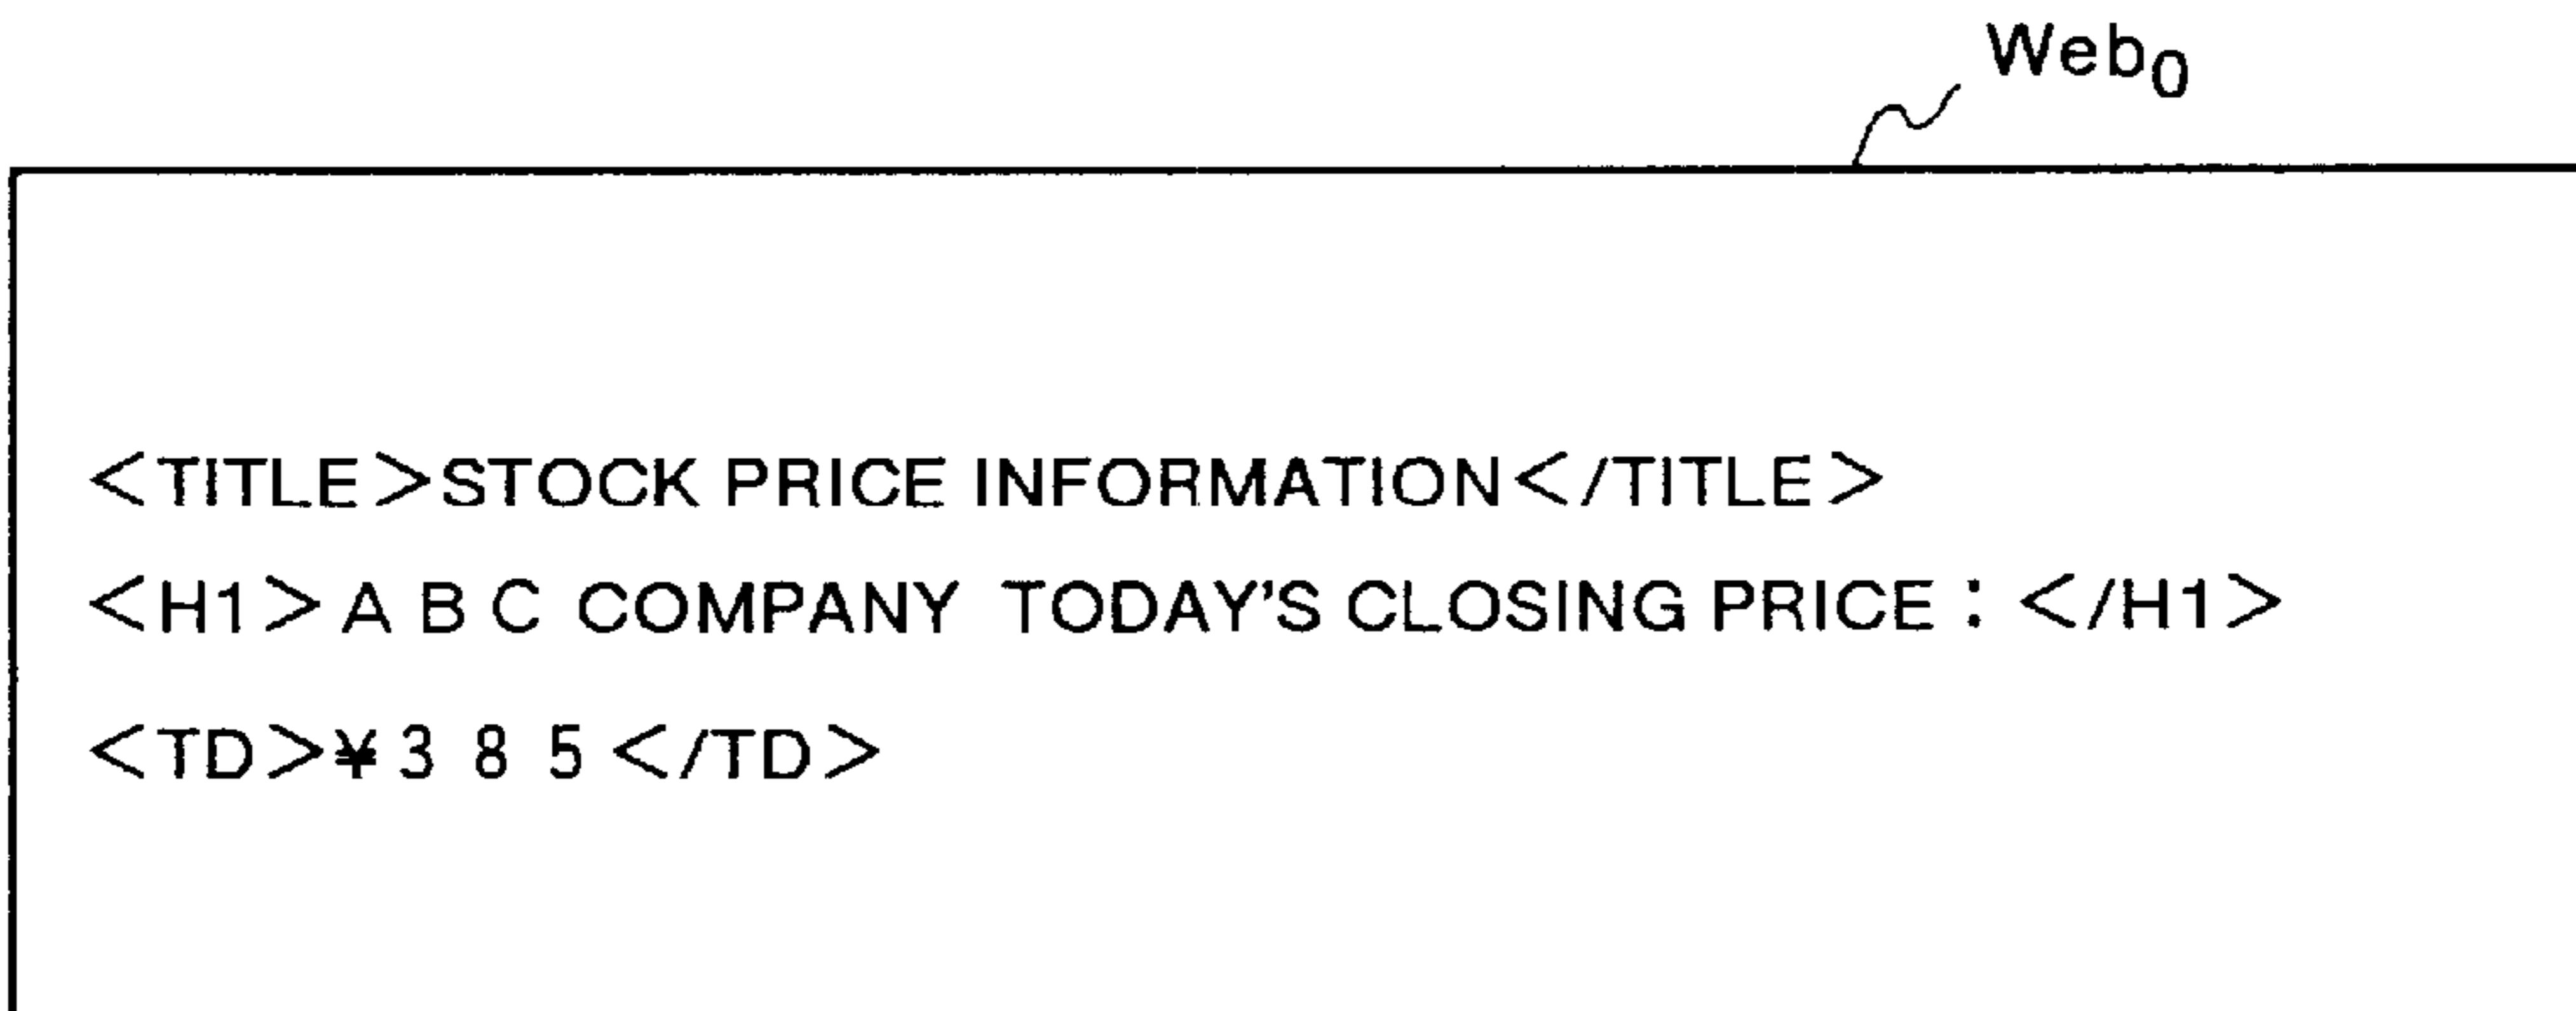 Web0
<TITLE>STOCK PRICE INFORMATION</TITLE>
<H1>A B C COMPANY TODAY'S CLOSING PRICE : </H1>
<TD>¥3 8 5</TD>